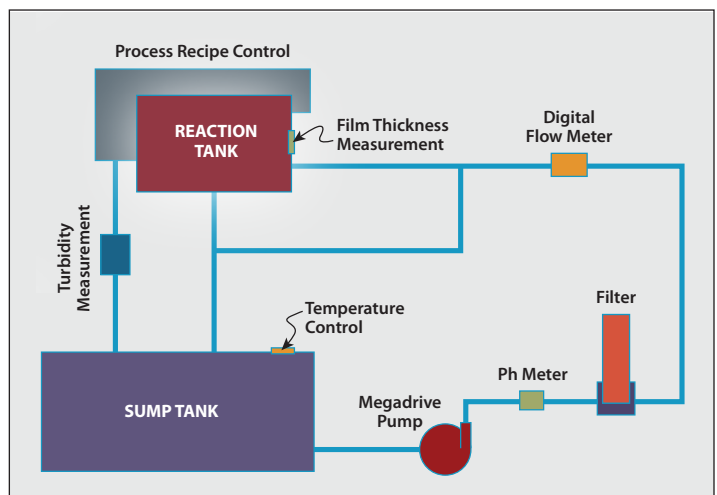 Process Recipe Control
REACTION
TANK
Film Thickness
Measurement
Digital
Flow Meter
Turbidity
Measurement
Temperature
Control
Filter
SUMP TANK
Megadrive
Pump
Ph Meter